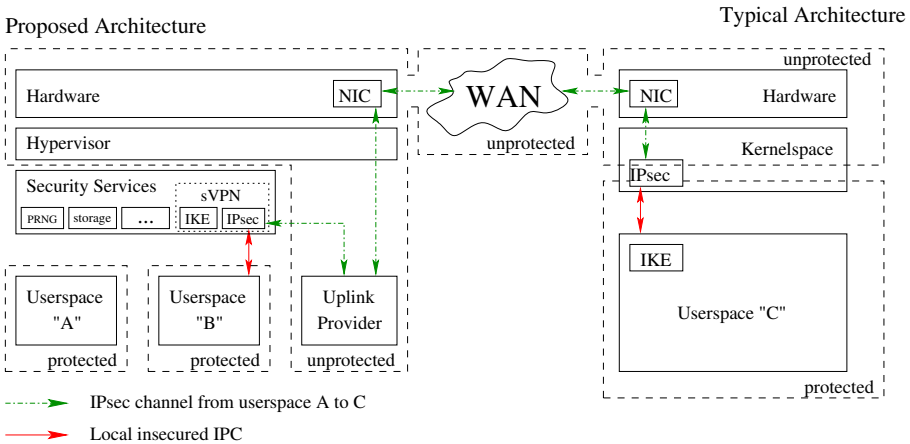 Proposed Architecture
Typical Architecture
unprotected
Hardware
NIC
WAN
NIC
Hardware
unprotected
Hypervisor
Kernelspace
Security Services
sVPN
PRNG
storage
...
IKE
IPsec
IPsec
IKE
Userspace
"A"
Userspace
"B"
Uplink
Provider
Userspace "C"
protected
protected
unprotected
protected
IPsec channel from userspace A to C
Local insecured IPC